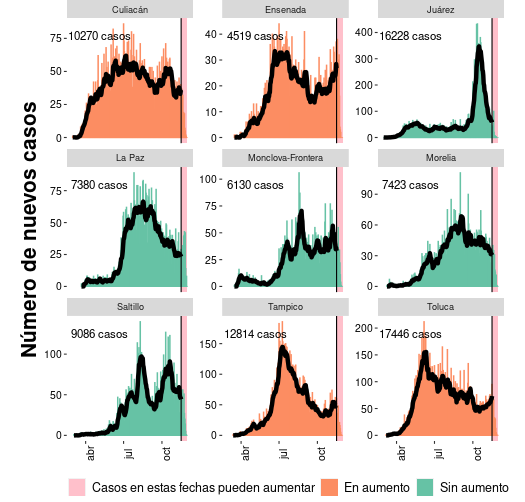 Número de nuevos casos
Culiacán Ensenada Juárez
10270 casos 4519 casos 16228 casos
75 50 25 0
40 30 20 10 0
400 300 200 100 0
La Paz Monclova-Frontera Morelia
7380 casos 6130 casos 7423 casos
75 50 25 0
100 75 50 25 0
90 60 30 0
Saltillo Tampico Toluca
9086 casos 12814 casos 17446 casos
100 50 0
150 100 50 0
200 150 100 50 0
abr jul oct abr jul oct abr jul oct
Casos en estas fechas pueden aumentar En aumento Sin aumento